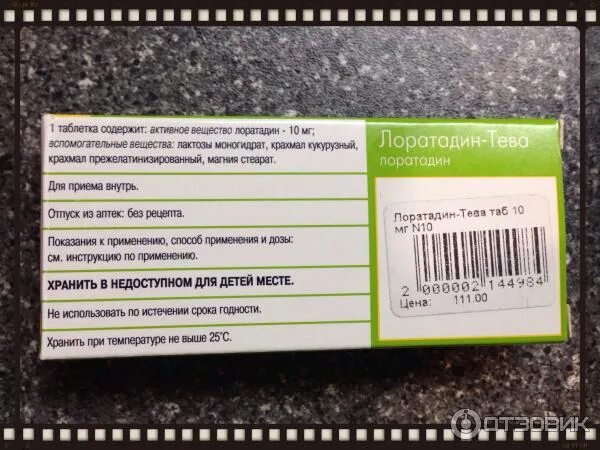 1 таблетка содержит: активное вещество лоратадин - 10 мг;
вспомогательные вещества: лактозы моногидрат, крахмал кукурузный,
крахмал прежелатинизированный, магния стеарат.
Для приема внутрь.
Отпуск из аптек: без рецепта.
Показания к применению, способ применения и дозы:
см. инструкцию по применению.
ХРАНИТЬ В НЕДОСТУПНОМ ДЛЯ ДЕТЕЙ МЕСТЕ.
Не использовать по истечении срока годности.
Хранить при температуре не выше 25°С.
Лоратадин-Тева
лоратадин
Лоратадин-Тева таб 10
мг N10
2 000002 144984
Цена: 111.00
ОТЗОВИК